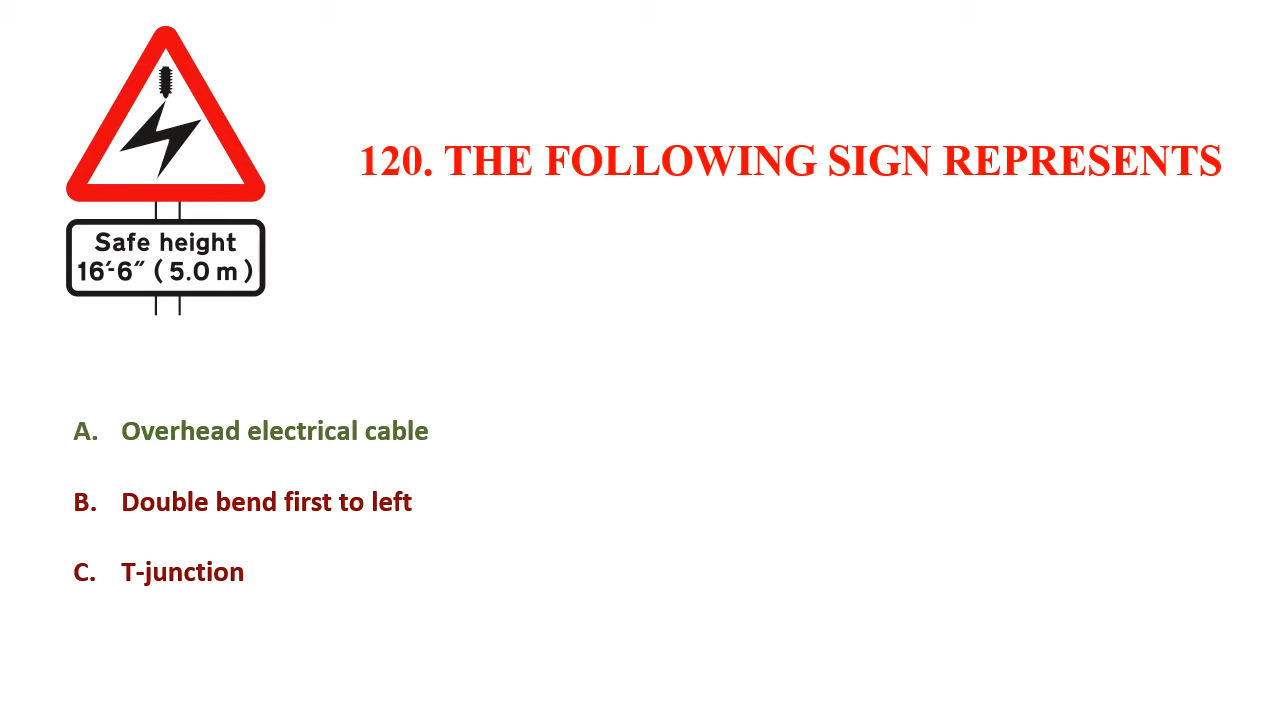 Safe height
16′-6″ (5.0 m)
120. THE FOLLOWING SIGN REPRESENTS
A. Overhead electrical cable
B. Double bend first to left
C. T-junction